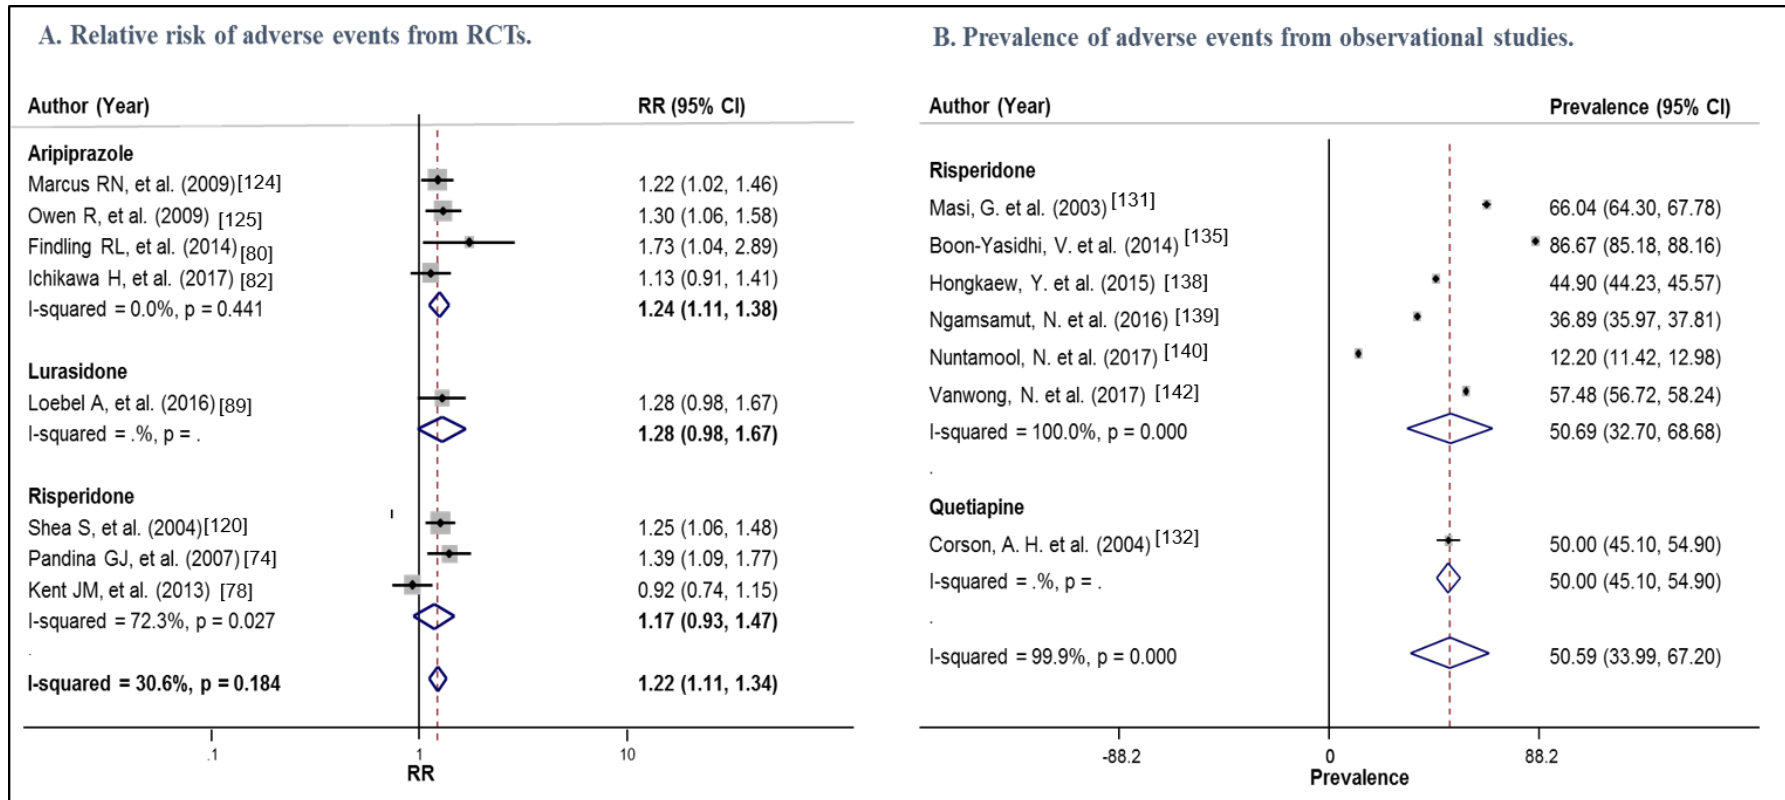 A. Relative risk of adverse events from RCTs.
Author (Year) RR (95% CI)
Aripiprazole
Marcus RN, et al. (2009) [124] 1.22 (1.02, 1.46)
Owen R, et al. (2009) [125] 1.30 (1.06, 1.58)
Findling RL, et al. (2014) [80] 1.73 (1.04, 2.89)
Ichikawa H, et al. (2017) [82] 1.13 (0.91, 1.41)
I-squared = 0.0%, p = 0.441 1.24 (1.11, 1.38)
Lurasidone
Loebel A, et al. (2016) [89] 1.28 (0.98, 1.67)
I-squared = .%, p = . 1.28 (0.98, 1.67)
Risperidone
Shea S, et al. (2004) [120] 1.25 (1.06, 1.48)
Pandina GJ, et al. (2007) [74] 1.39 (1.09, 1.77)
Kent JM, et al. (2013) [78] 0.92 (0.74, 1.15)
I-squared = 72.3%, p = 0.027 1.17 (0.93, 1.47)
.
I-squared = 30.6%, p = 0.184 1.22 (1.11, 1.34)
.1 1 10
RR
B. Prevalence of adverse events from observational studies.
Author (Year) Prevalence (95% CI)
Risperidone
Masi, G. et al. (2003) [131] 66.04 (64.30, 67.78)
Boon-Yasidhi, V. et al. (2014) [135] 86.67 (85.18, 88.16)
Hongkaew, Y. et al. (2015) [138] 44.90 (44.23, 45.57)
Ngamsamut, N. et al. (2016) [139] 36.89 (35.97, 37.81)
Nuntamool, N. et al. (2017) [140] 12.20 (11.42, 12.98)
Vanwong, N. et al. (2017) [142] 57.48 (56.72, 58.24)
I-squared = 100.0%, p = 0.000 50.69 (32.70, 68.68)
.
Quetiapine
Corson, A. H. et al. (2004) [132] 50.00 (45.10, 54.90)
I-squared = .%, p = . 50.00 (45.10, 54.90)
.
I-squared = 99.9%, p = 0.000 50.59 (33.99, 67.20)
-88.2 0 88.2
Prevalence